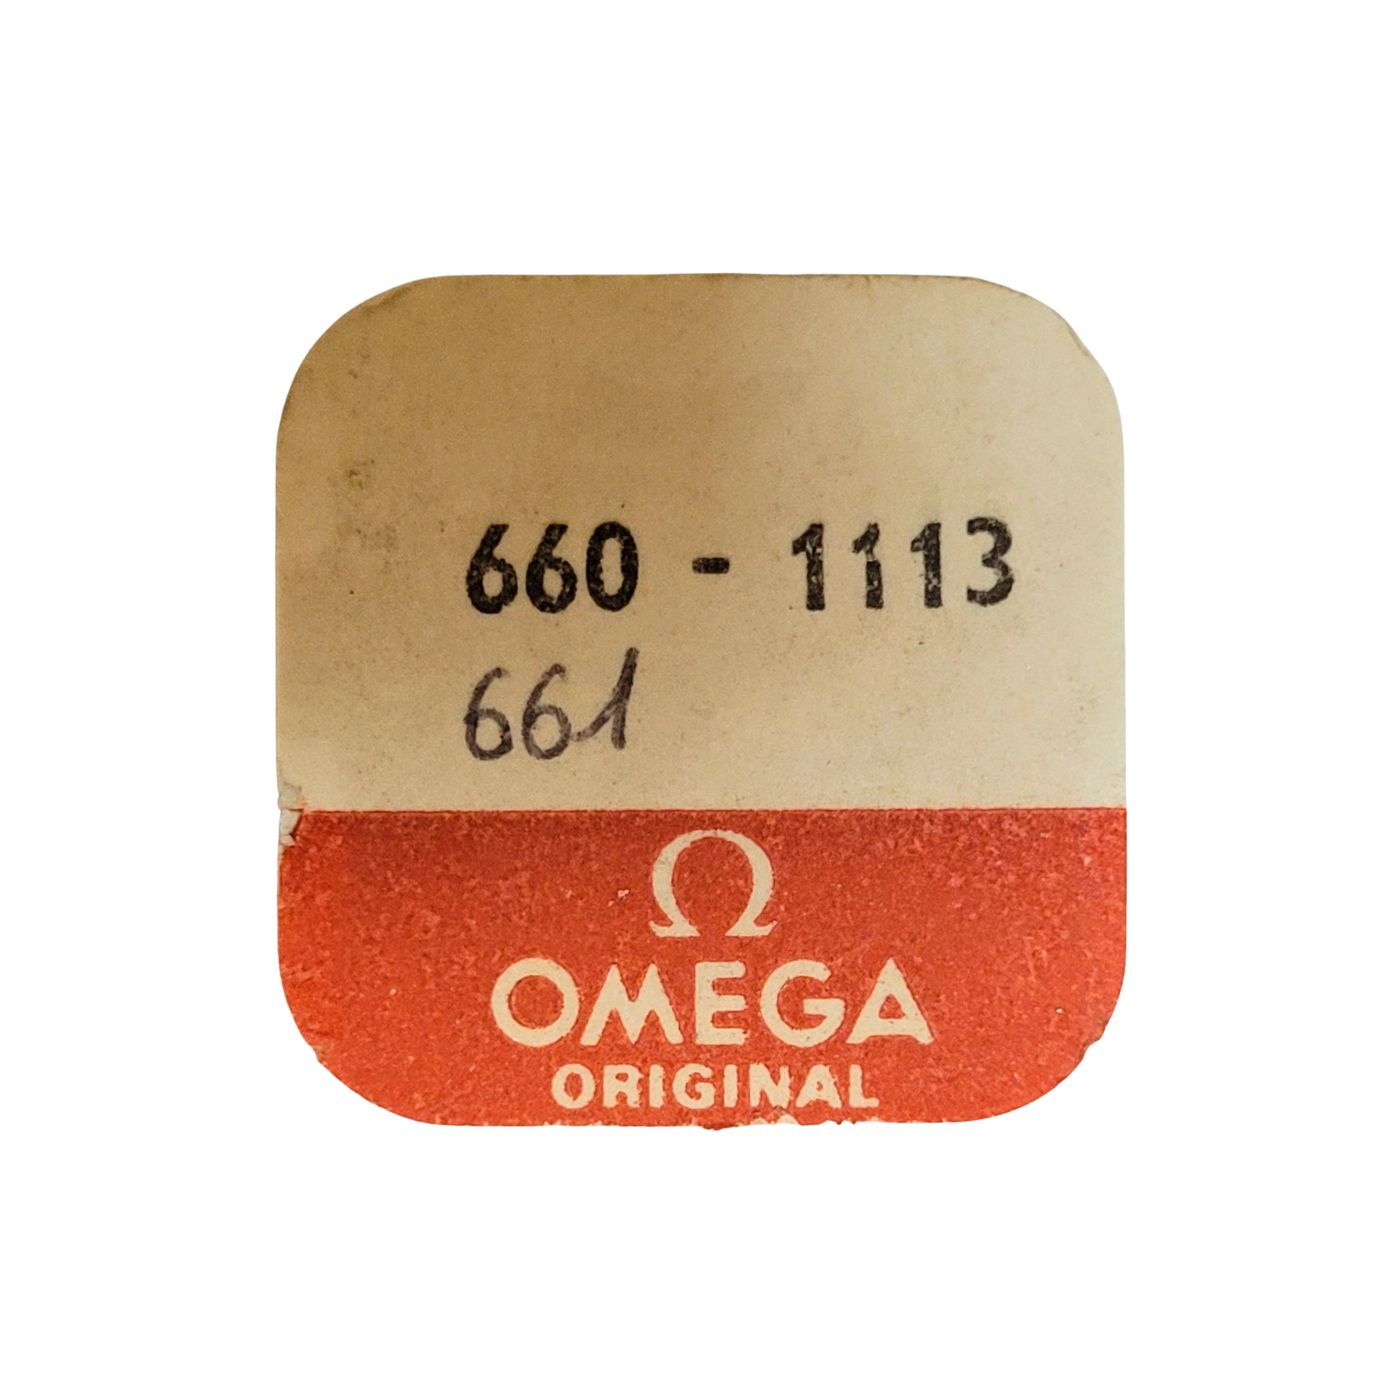 660 - 1113
661
Ω
OMEGA
ORIGINAL